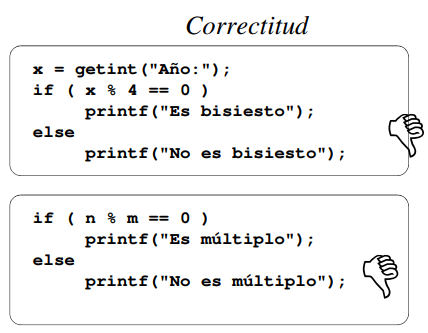 Correctitud
x = getint("Año:");
if ( x % 4 == 0 )
printf("Es bisiesto");
else
printf("No es bisiesto");
if ( n % m == 0 )
printf("Es múltiplo");
else
printf("No es múltiplo");